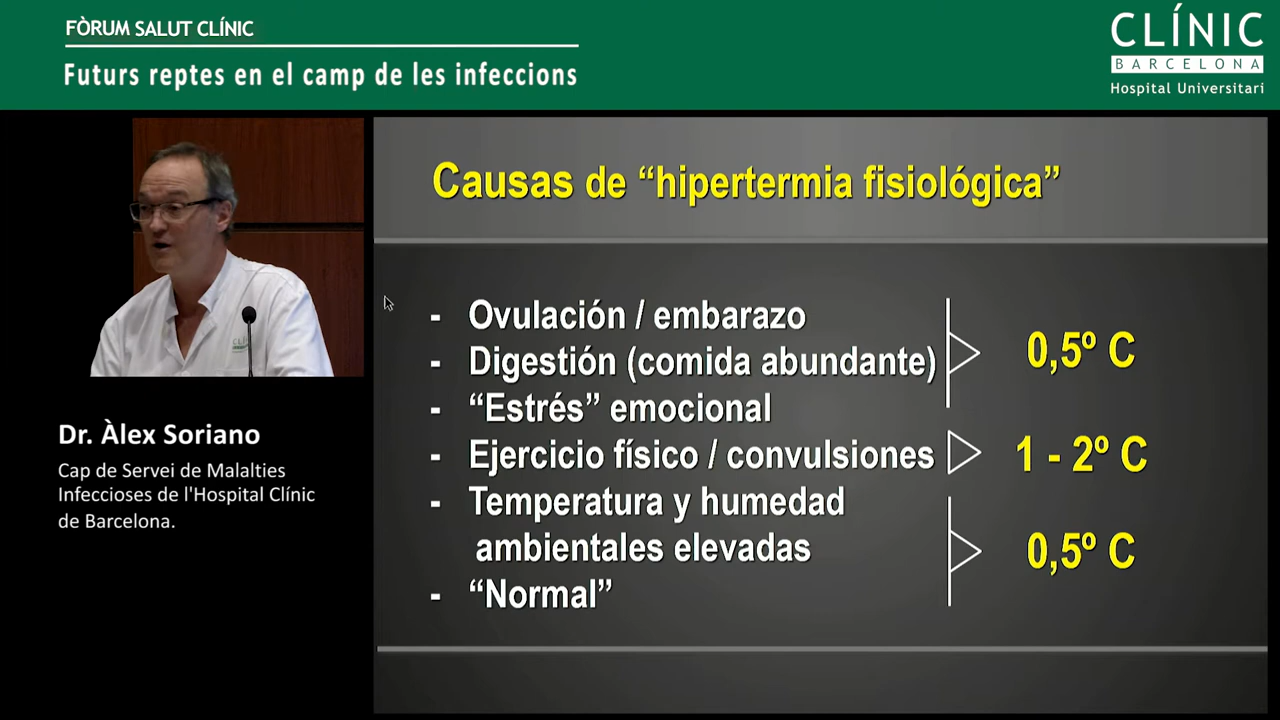 FÒRUM SALUT CLÍNIC
Futurs reptes en el camp de les infeccions
CLÍNIC
BARCELONA
Hospital Universitari
Causas de “hipertermia fisiológica”
- Ovulación / embarazo
- Digestión (comida abundante)
- “Estrés” emocional
0,5º C
- Ejercicio físico / convulsiones
1 - 2º C
- Temperatura y humedad
ambientales elevadas
- “Normal”
0,5º C
Dr. Àlex Soriano
Cap de Servei de Malalties
Infeccioses de l'Hospital Clínic
de Barcelona.